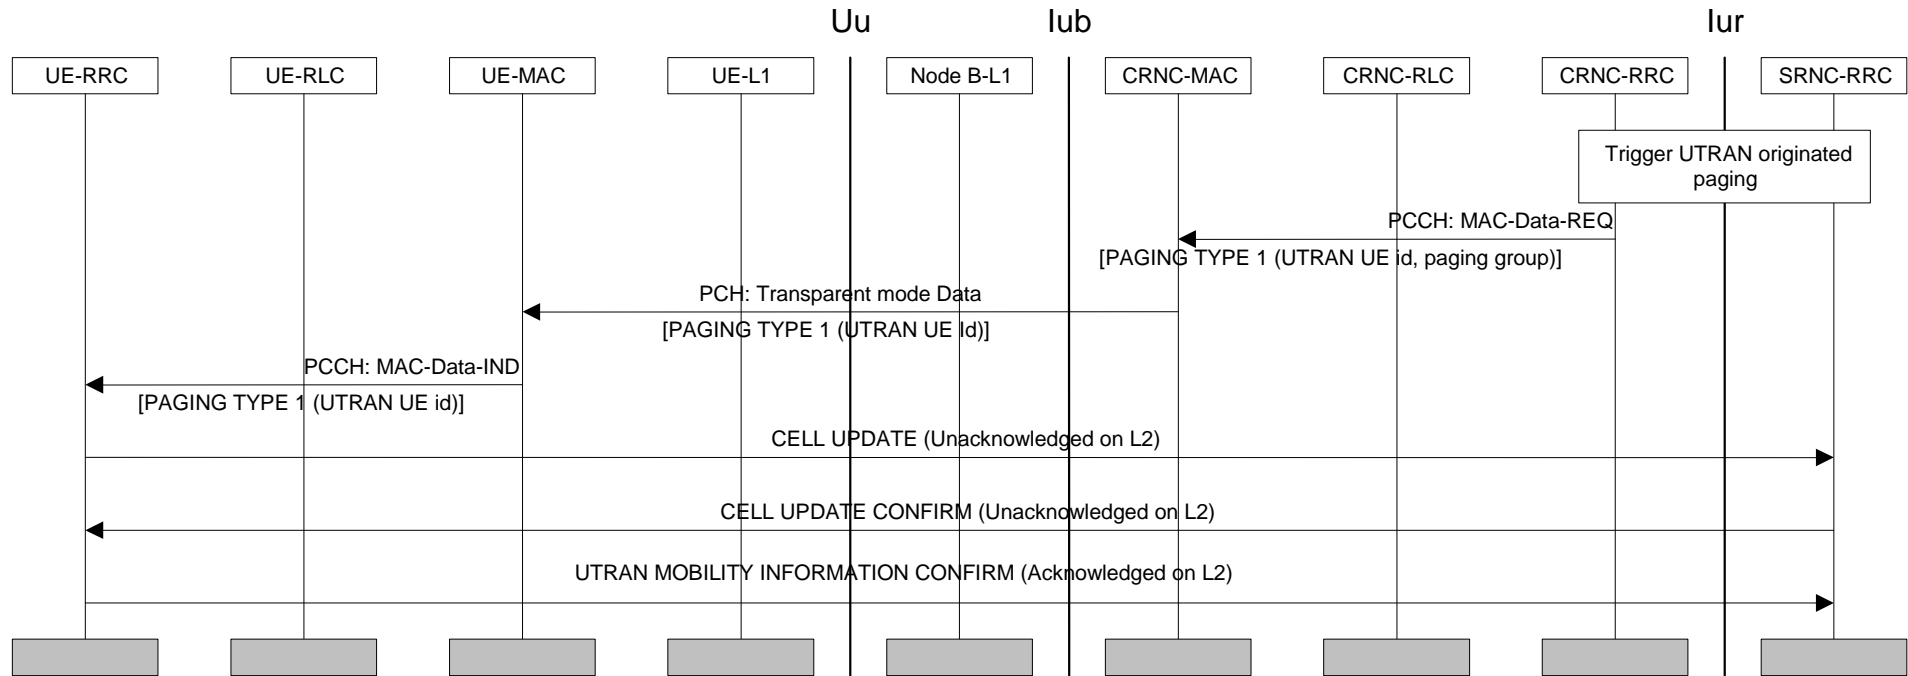 Uu
Iub
Iur
UE-RRC
UE-RLC
UE-MAC
UE-L1
Node B-L1
CRNC-MAC
CRNC-RLC
CRNC-RRC
SRNC-RRC
Trigger UTRAN originated
paging
PCCH: MAC-Data-REQ
[PAGING TYPE 1 (UTRAN UE id, paging group)]
PCH: Transparent mode Data
[PAGING TYPE 1 (UTRAN UE Id)]
PCCH: MAC-Data-IND
[PAGING TYPE 1 (UTRAN UE id)]
CELL UPDATE (Unacknowledged on L2)
CELL UPDATE CONFIRM (Unacknowledged on L2)
UTRAN MOBILITY INFORMATION CONFIRM (Acknowledged on L2)